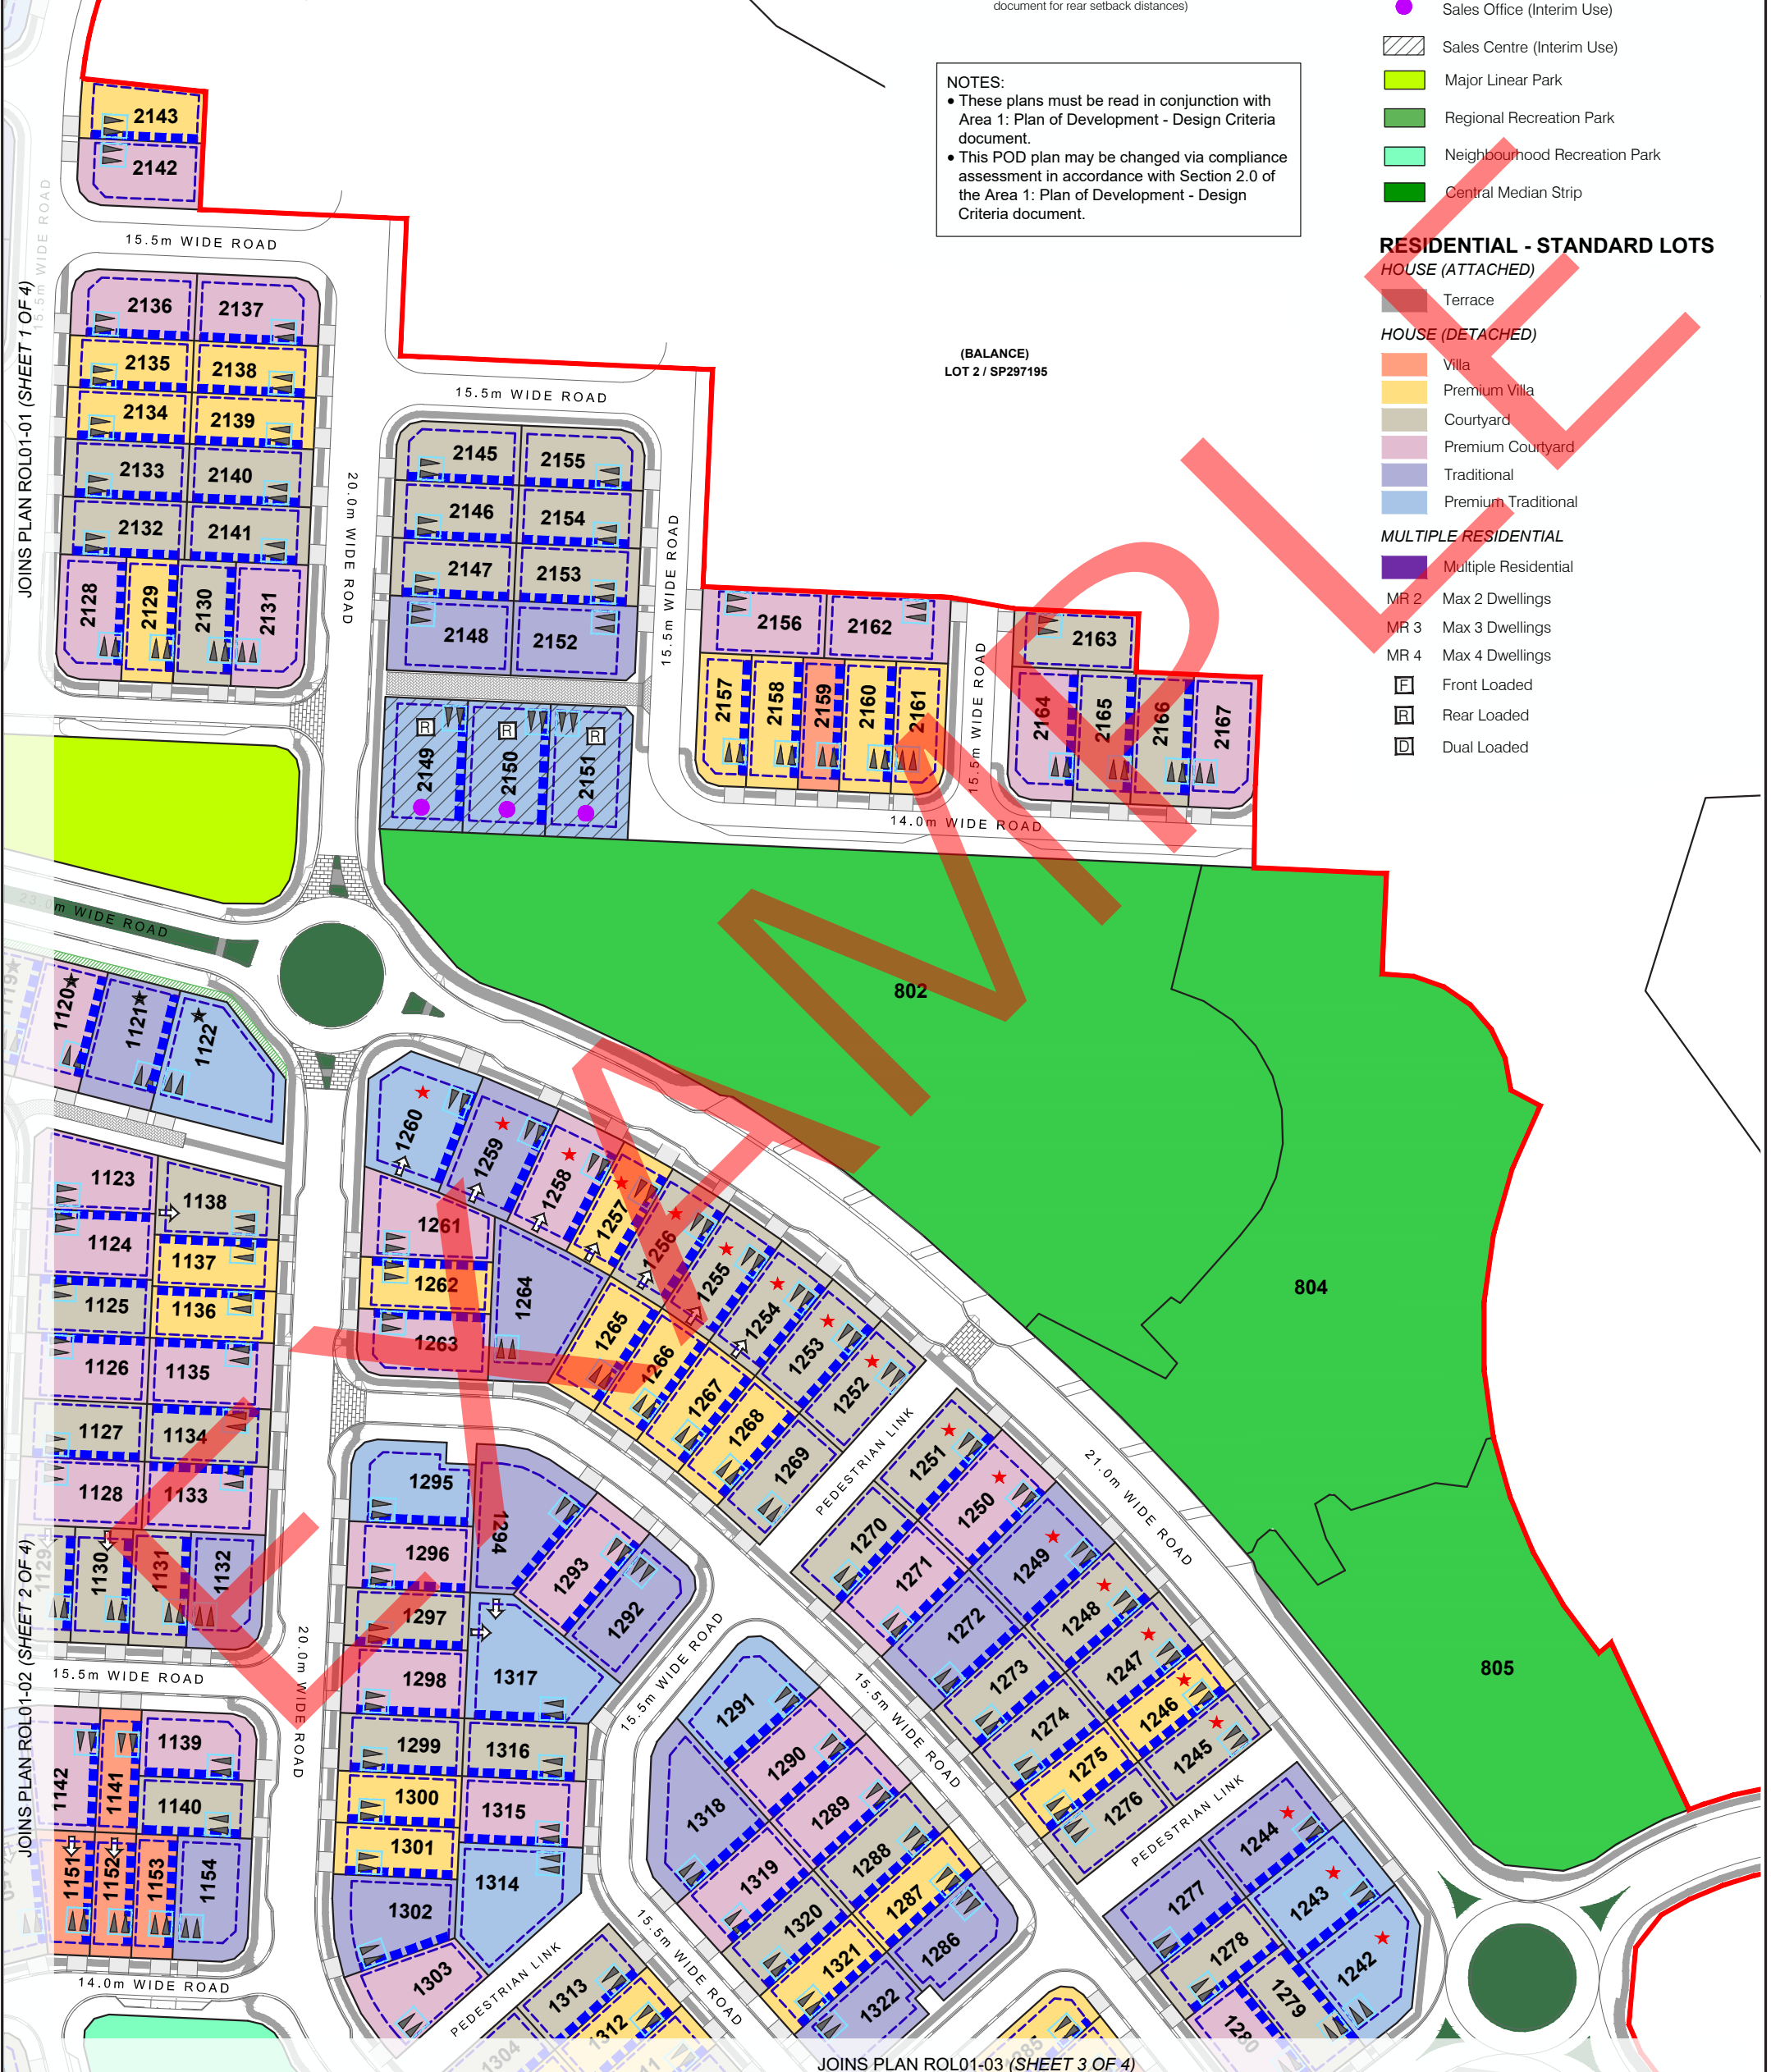 document for rear setback distances)
NOTES:
• These plans must be read in conjunction with
Area 1: Plan of Development - Design Criteria
document.
• This POD plan may be changed via compliance
assessment in accordance with Section 2.0 of
the Area 1: Plan of Development - Design
Criteria document.
Sales Office (Interim Use)
Sales Centre (Interim Use)
Major Linear Park
Regional Recreation Park
Neighbourhood Recreation Park
Central Median Strip
RESIDENTIAL - STANDARD LOTS
HOUSE (ATTACHED)
Terrace
HOUSE (DETACHED)
Villa
Premium Villa
Courtyard
Premium Courtyard
Traditional
Premium Traditional
MULTIPLE RESIDENTIAL
Multiple Residential
MR 2 Max 2 Dwellings
MR 3 Max 3 Dwellings
MR 4 Max 4 Dwellings
F Front Loaded
R Rear Loaded
D Dual Loaded
(BALANCE)
LOT 2 / SP297195
JOINS PLAN ROL01-01 (SHEET 1 OF 4)
15.5m WIDE ROAD
2143
2142
15.5m WIDE ROAD
2136 2137
2135 2138
2134 2139
2133 2140
2132 2141
2128 2129 2130 2131
20.0m WIDE ROAD
15.5m WIDE ROAD
2145 2155
2146 2154
2147 2153
2148 2152
R R R
2149 2150 2151
15.5m WIDE ROAD
2156 2162
2157 2158 2159 2160 2161
15.5m WIDE ROAD
2163
2164 2165 2166 2167
14.0m WIDE ROAD
23.0m WIDE ROAD
802
804
805
1119 1120 1121 1122
1123 1138
1124 1137
1125 1136
1126 1135
1127 1134
1128 1133
1129 1130 1131 1132
15.5m WIDE ROAD
JOINS PLAN ROL01-02 (SHEET 2 OF 4)
20.0m WIDE ROAD
1142 1141 1139
1140
1151 1152 1153 1154
14.0m WIDE ROAD
1260 1259 1258 1257 1256 1255 1254 1253 1252
1261
1262
1263
1264
1265 1266 1267 1268 1269
PEDESTRIAN LINK
21.0m WIDE ROAD
1251 1250 1249 1248 1247 1246 1245
1270 1271 1272 1273 1274 1275 1276
PEDESTRIAN LINK
15.5m WIDE ROAD
1244 1243 1242
1277 1278 1279 1280
1295 1294
1296 1293
1297 1292
1298 1317
1299 1316
1300 1315
1301
1302 1314
1303
PEDESTRIAN LINK
15.5m WIDE ROAD
1291 1290 1289 1288 1287 1286
1318 1319 1320 1321 1322
15.5m WIDE ROAD
1313 1312
1304
JOINS PLAN ROL01-03 (SHEET 3 OF 4)